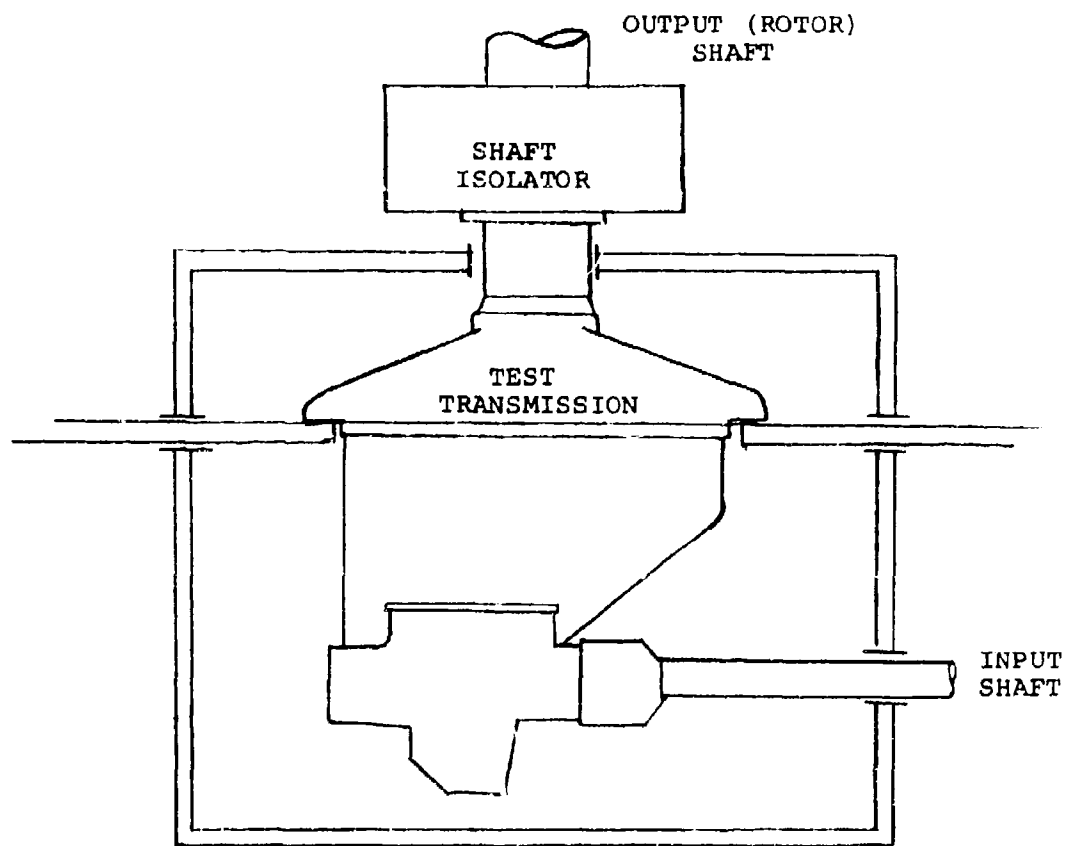 OUTPUT (ROTOR)
SHAFT
SHAFT
ISOLATOR
TEST
TRANSMISSION
INPUT
SHAFT